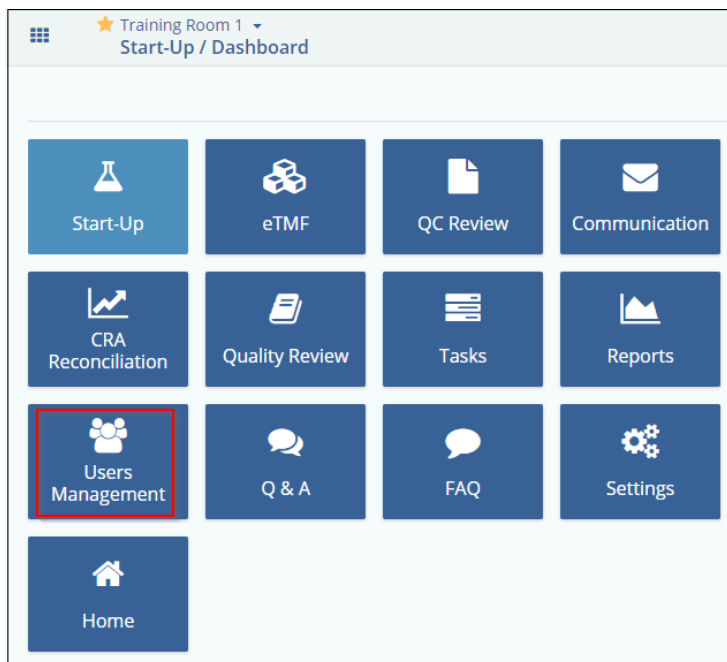 Training Room 1
Start-Up / Dashboard
Start-Up
eTMF
QC Review
Communication
CRA
Reconciliation
Quality Review
Tasks
Reports
Users
Management
Q & A
FAQ
Settings
Home